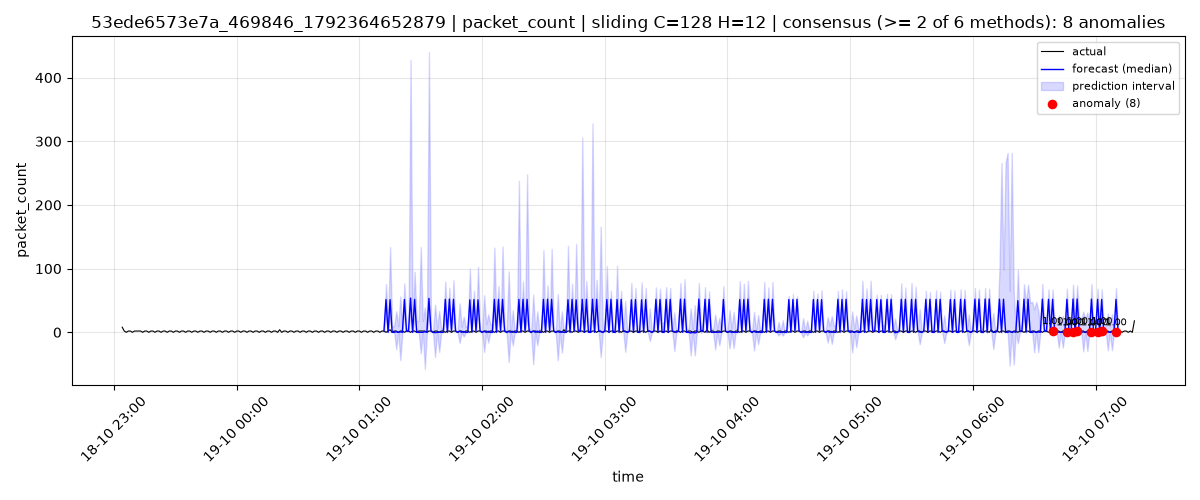 53ede6573e7a_469846_1792364652879 | packet_count | sliding C=128 H=12 | consensus (>= 2 of 6 methods): 8 anomalies
actual
forecast (median)
prediction interval
anomaly (8)
packet_count
400
300
200
100
0
18-10 23:00
19-10 00:00
19-10 01:00
19-10 02:00
19-10 03:00
19-10 04:00
19-10 05:00
19-10 06:00
19-10 07:00
time